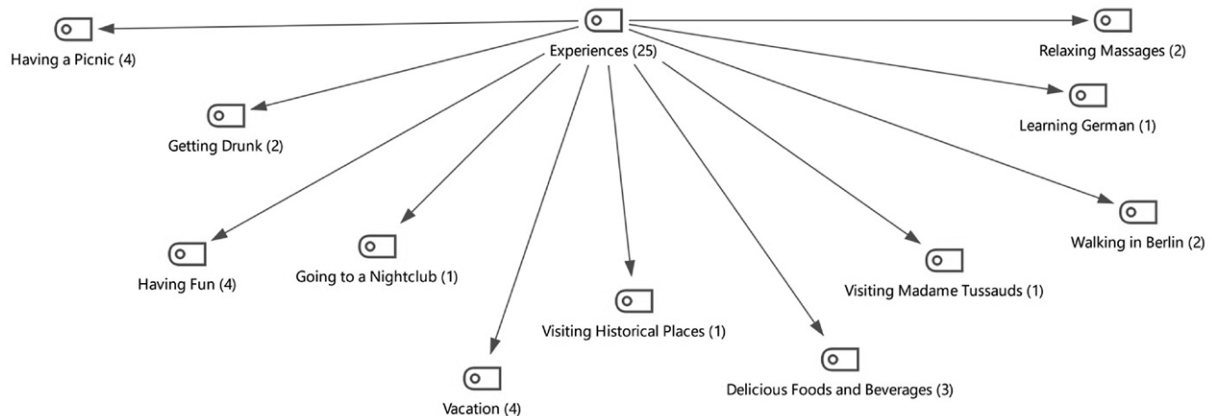 Experiences (25)
Having a Picnic (4)
Relaxing Massages (2)
Getting Drunk (2)
Learning German (1)
Having Fun (4)
Going to a Nightclub (1)
Walking in Berlin (2)
Visiting Madame Tussauds (1)
Visiting Historical Places (1)
Delicious Foods and Beverages (3)
Vacation (4)